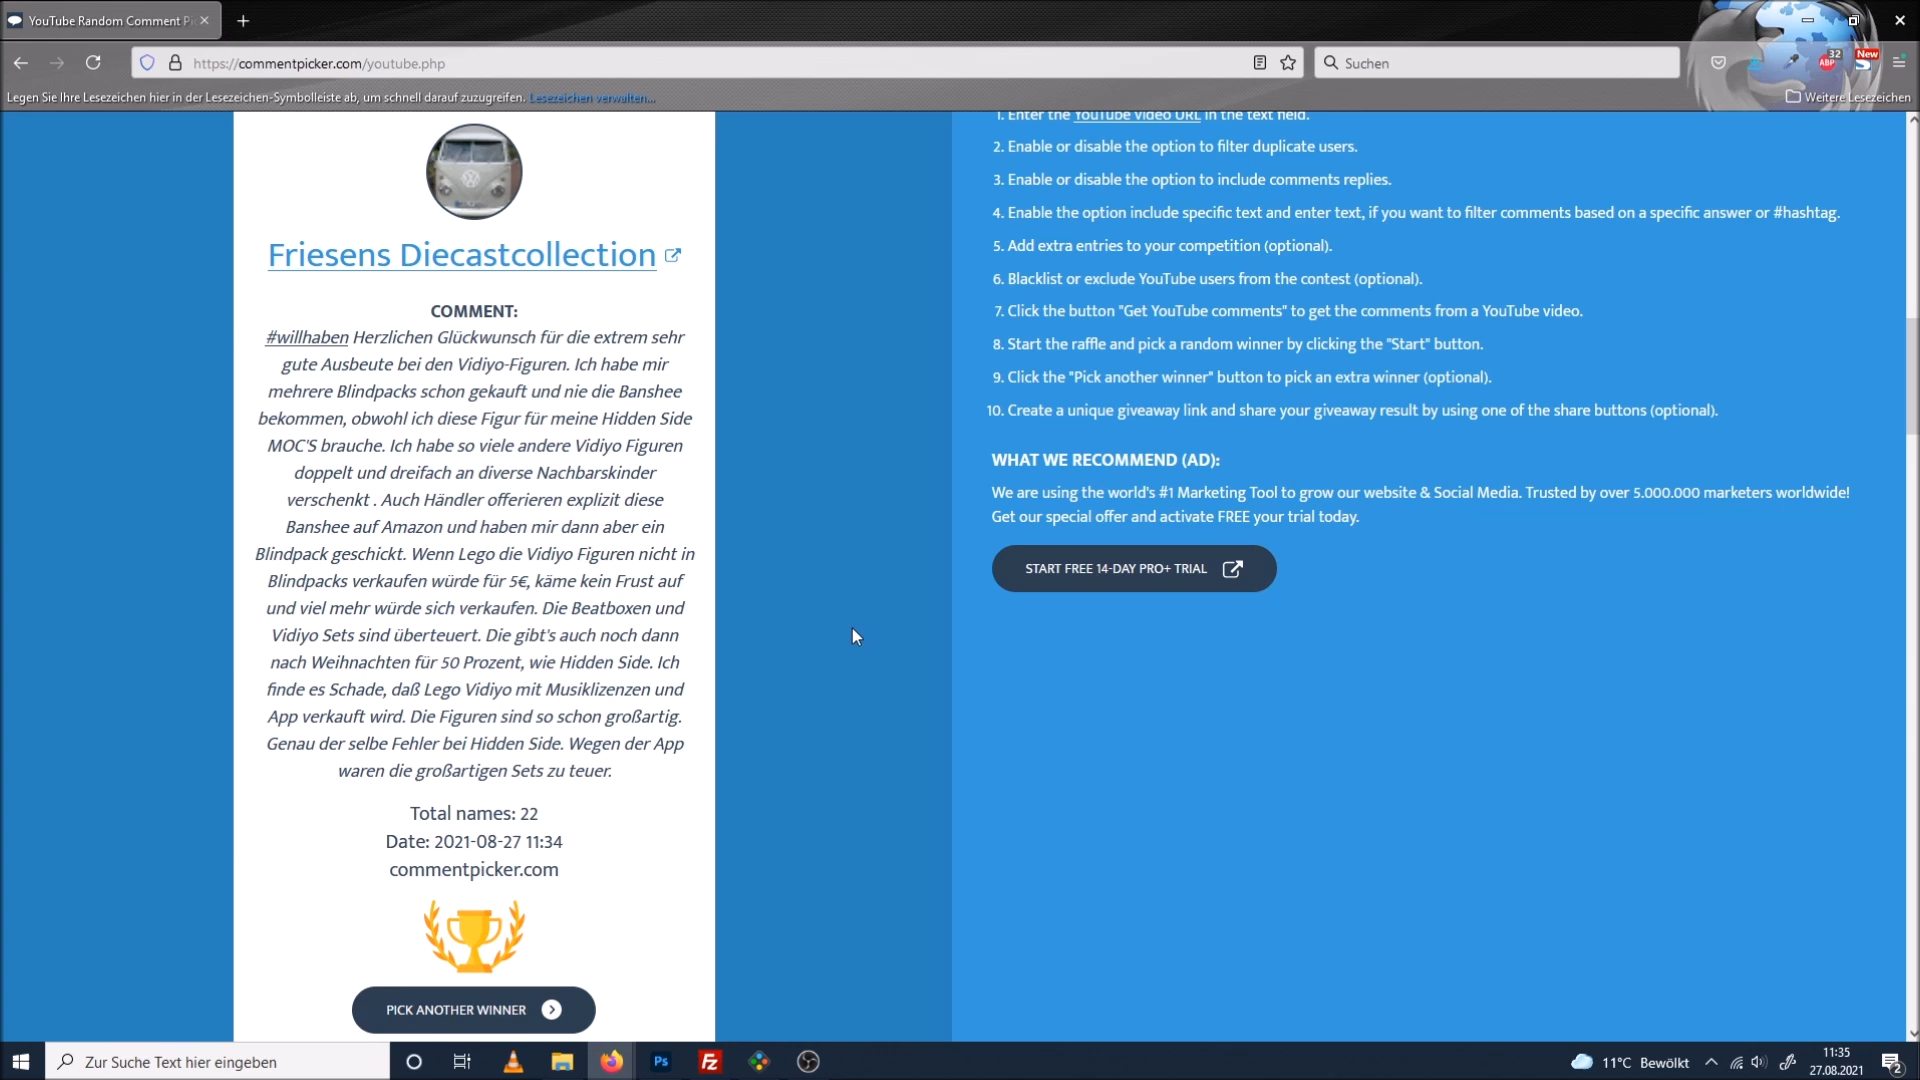 YouTube Random Comment Pi
https://commentpicker.com/youtube.php
Suchen
32
ABP
New
Legen Sie Ihre Lesezeichen hier in der Lesezeichen-Symbolleiste ab, um schnell darauf zuzugreifen. Lesezeichen verwalten...
Weitere Lesezeichen
Friesens Diecastcollection
COMMENT:
#willhaben Herzlichen Glückwunsch für die extrem sehr
gute Ausbeute bei den Vidiyo-Figuren. Ich habe mir
mehrere Blindpacks schon gekauft und nie die Banshee
bekommen, obwohl ich diese Figur für meine Hidden Side
MOC'S brauche. Ich habe so viele andere Vidiyo Figuren
doppelt und dreifach an diverse Nachbarskinder
verschenkt . Auch Händler offerieren explizit diese
Banshee auf Amazon und haben mir dann aber ein
Blindpack geschickt. Wenn Lego die Vidiyo Figuren nicht in
Blindpacks verkaufen würde für 5€, käme kein Frust auf
und viel mehr würde sich verkaufen. Die Beatboxen und
Vidiyo Sets sind überteuert. Die gibt's auch noch dann
nach Weihnachten für 50 Prozent, wie Hidden Side. Ich
finde es Schade, daß Lego Vidiyo mit Musiklizenzen und
App verkauft wird. Die Figuren sind so schon großartig.
Genau der selbe Fehler bei Hidden Side. Wegen der App
waren die großartigen Sets zu teuer.
Total names: 22
Date: 2021-08-27 11:34
commentpicker.com
PICK ANOTHER WINNER
1. Enter the YouTube video URL in the text field.
2. Enable or disable the option to filter duplicate users.
3. Enable or disable the option to include comments replies.
4. Enable the option include specific text and enter text, if you want to filter comments based on a specific answer or #hashtag.
5. Add extra entries to your competition (optional).
6. Blacklist or exclude YouTube users from the contest (optional).
7. Click the button "Get YouTube comments" to get the comments from a YouTube video.
8. Start the raffle and pick a random winner by clicking the "Start" button.
9. Click the "Pick another winner" button to pick an extra winner (optional).
10. Create a unique giveaway link and share your giveaway result by using one of the share buttons (optional).
WHAT WE RECOMMEND (AD):
We are using the world's #1 Marketing Tool to grow our website & Social Media. Trusted by over 5.000.000 marketers worldwide!
Get our special offer and activate FREE your trial today.
START FREE 14-DAY PRO+ TRIAL
Zur Suche Text hier eingeben
Ps
FZ
11°C Bewölkt
11:35
27.08.2021
2